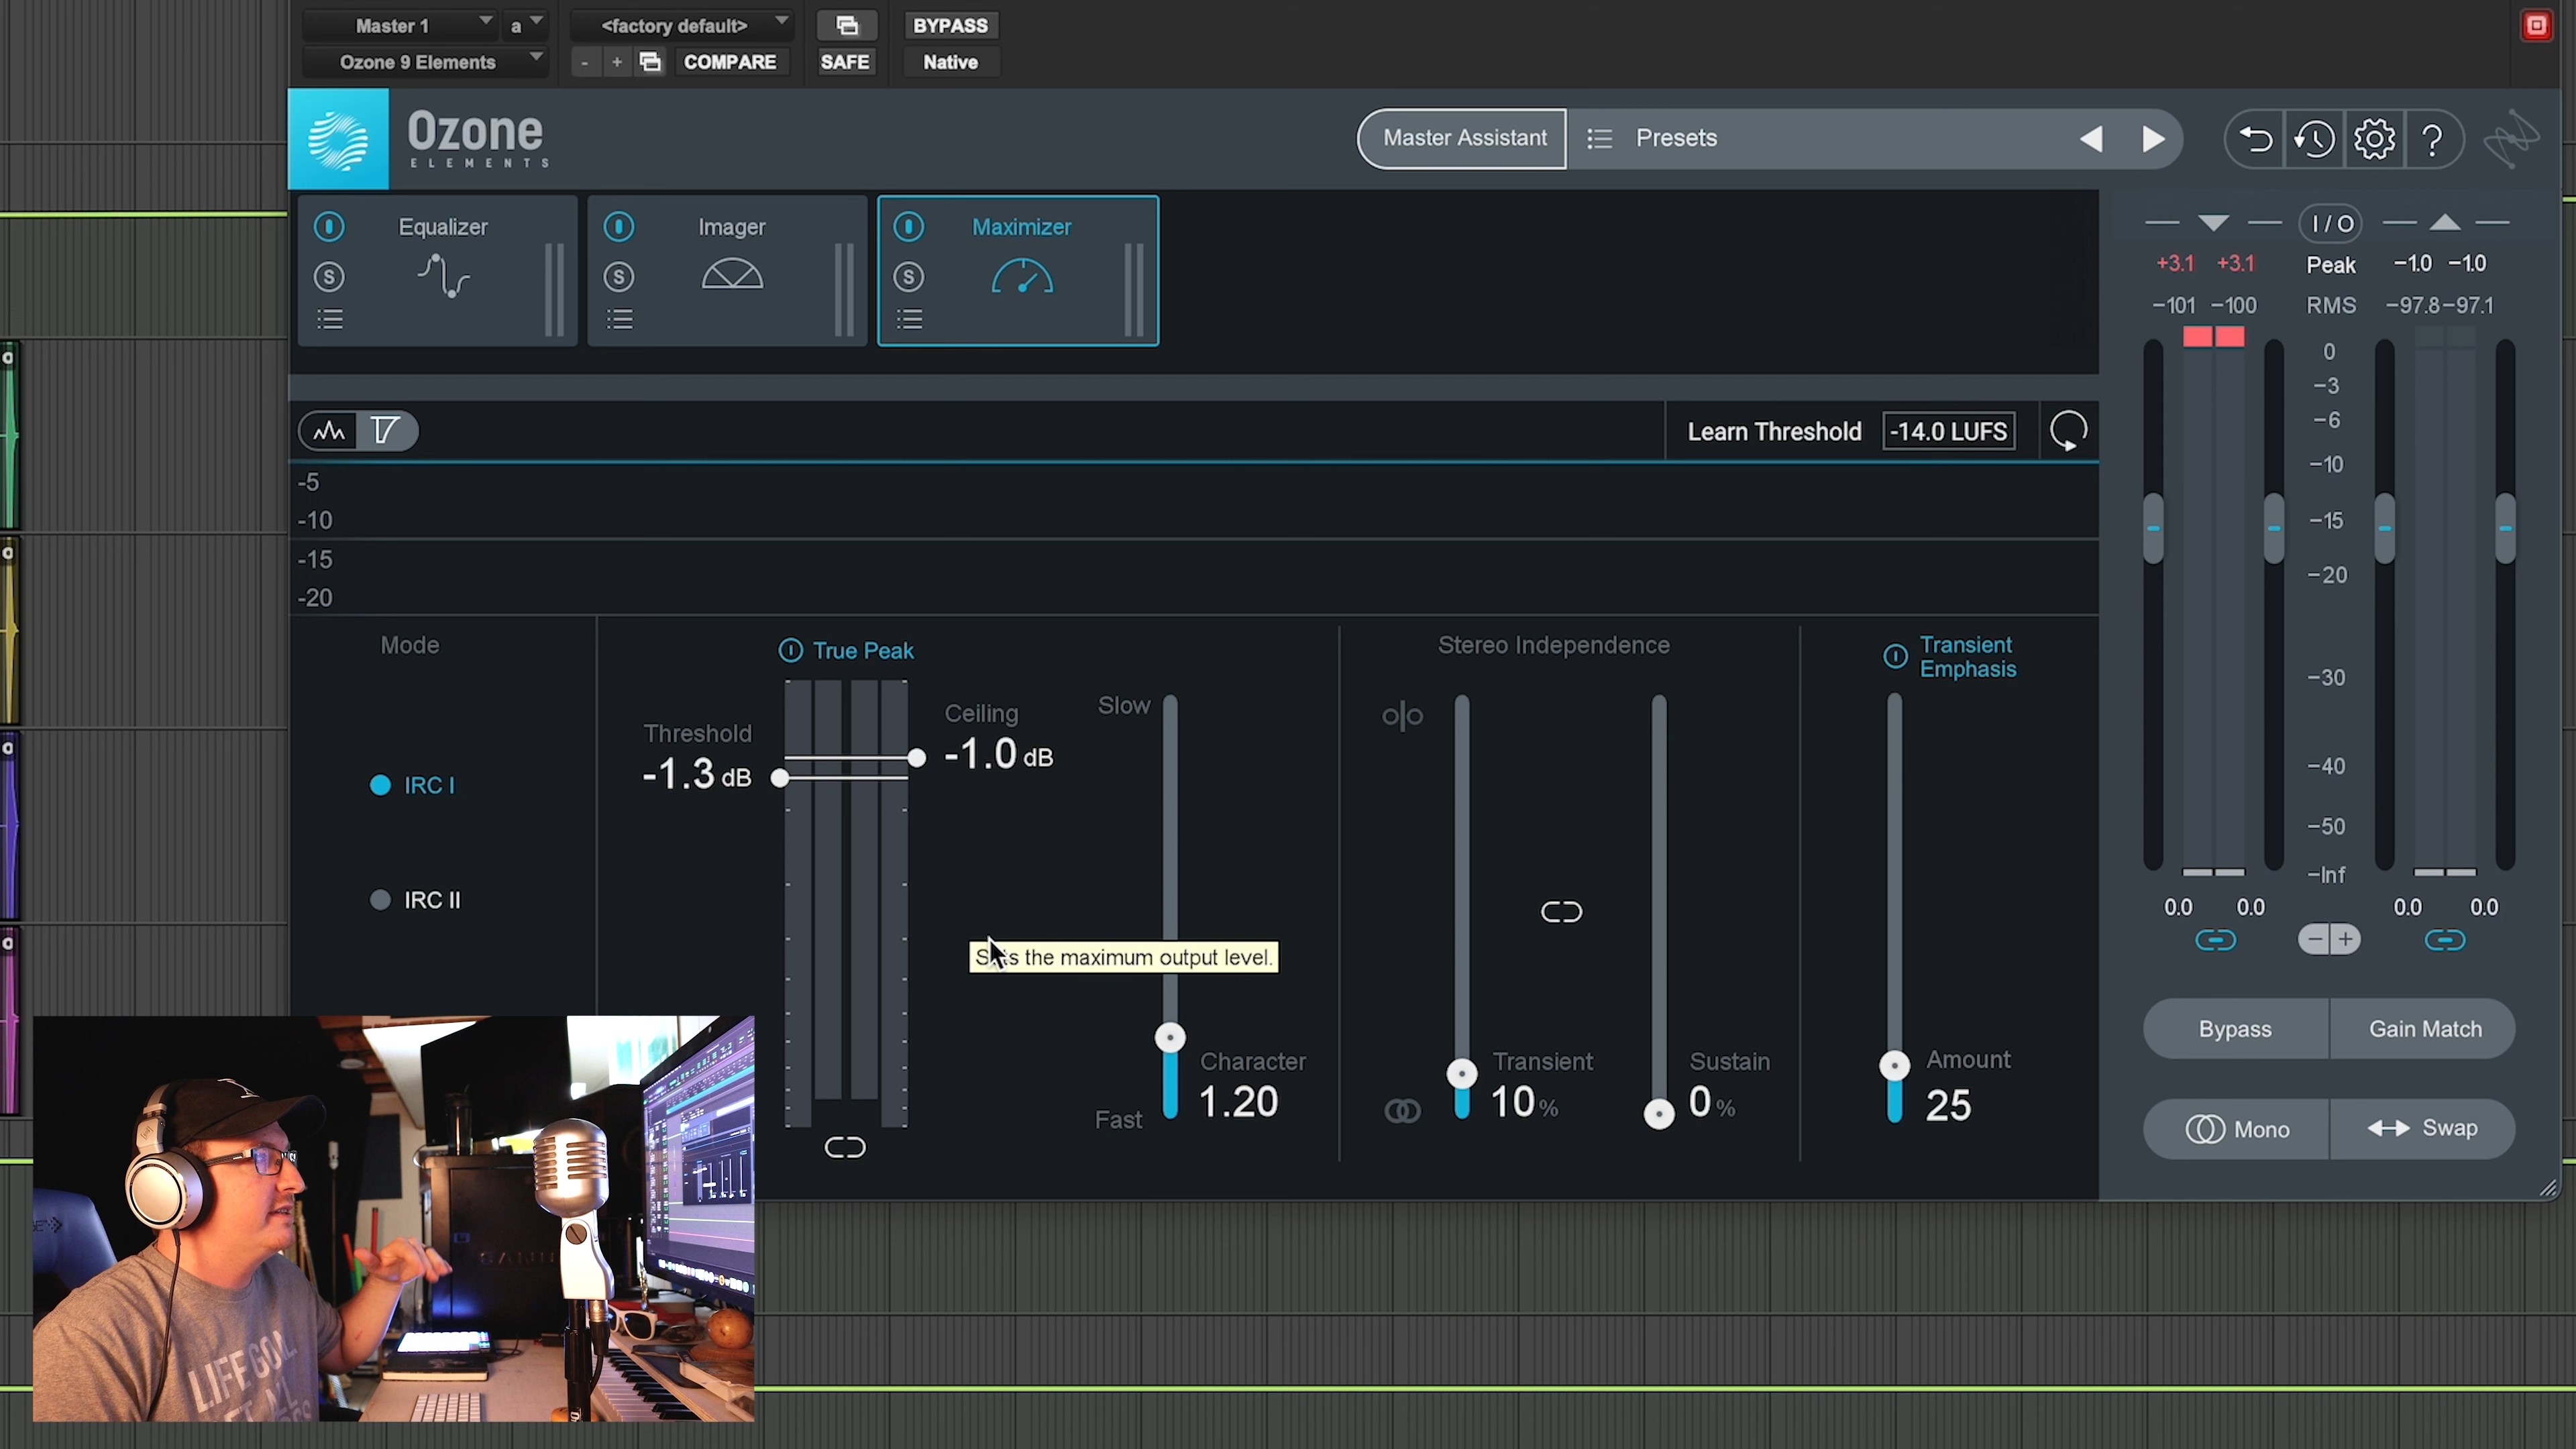 Master 1 a <factory default> BYPASS
Ozone 9 Elements - + COMPARE SAFE Native
Ozone
ELEMENTS
Master Assistant Presets ?
Equalizer Imager Maximizer
S S S
I / O
+3.1 +3.1 Peak -1.0 -1.0
-101 -100 RMS -97.8 -97.1
Learn Threshold -14.0 LUFS
-5
-10
-15
-20
0
-3
-6
-10
-15
-20
-30
-40
-50
-Inf
0.0 0.0 0.0 0.0
- +
Mode
IRC I
IRC II
True Peak
Threshold
-1.3 dB
Ceiling
-1.0 dB
Slow
Fast
Character
1.20
the maximum output level.
Stereo Independence
Transient
10 %
Sustain
0 %
Transient
Emphasis
Amount
25
Bypass Gain Match
Mono Swap
LIFE GOAL